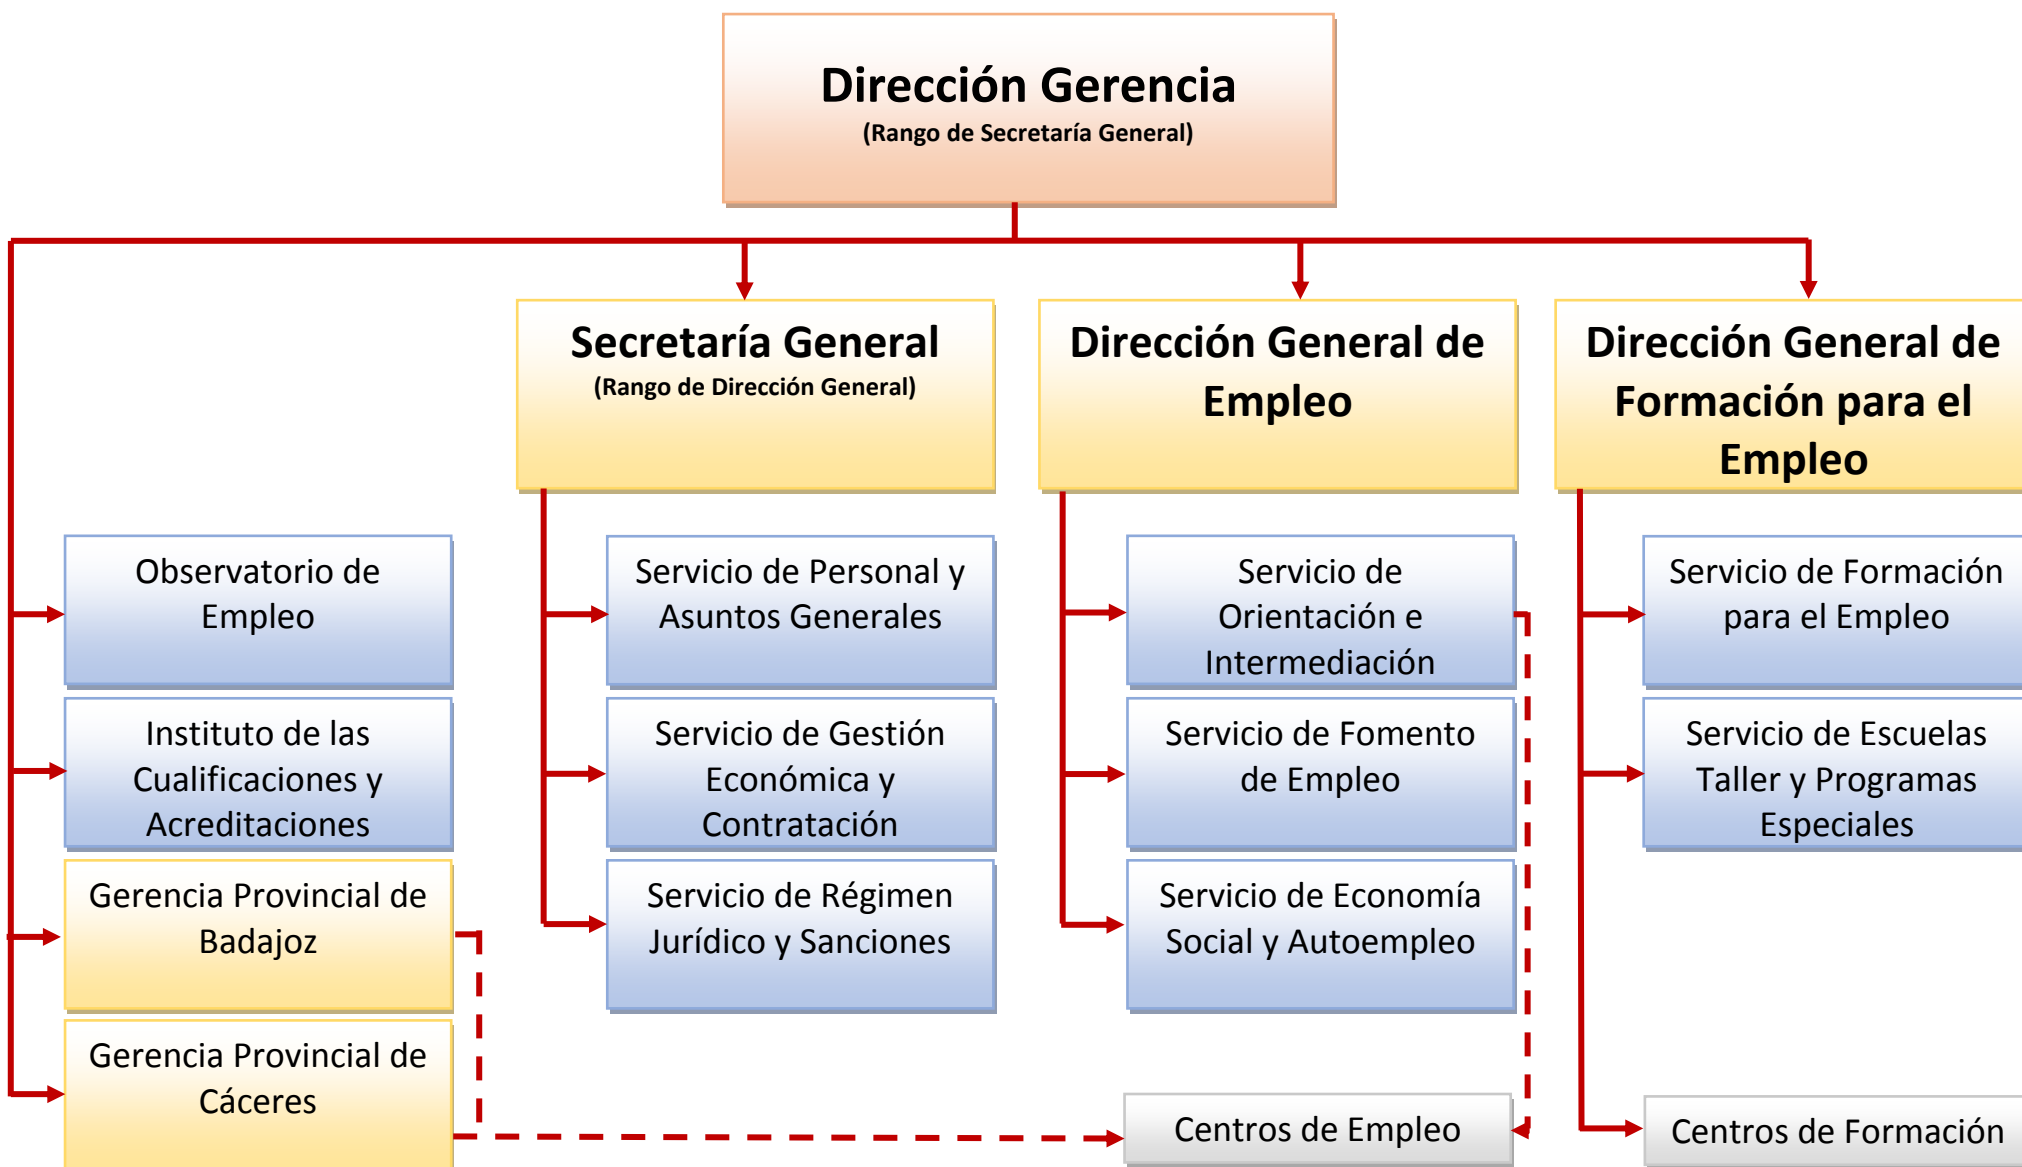 Dirección Gerencia
(Rango de Secretaría General)
Secretaría General
(Rango de Dirección General)
Dirección General de
Empleo
Dirección General de
Formación para el
Empleo
Observatorio de
Empleo
Instituto de las
Cualificaciones y
Acreditaciones
Gerencia Provincial de
Badajoz
Gerencia Provincial de
Cáceres
Servicio de Personal y
Asuntos Generales
Servicio de Gestión
Económica y
Contratación
Servicio de Régimen
Jurídico y Sanciones
Servicio de
Orientación e
Intermediación
Servicio de Fomento
de Empleo
Servicio de Economía
Social y Autoempleo
Centros de Empleo
Servicio de Formación
para el Empleo
Servicio de Escuelas
Taller y Programas
Especiales
Centros de Formación